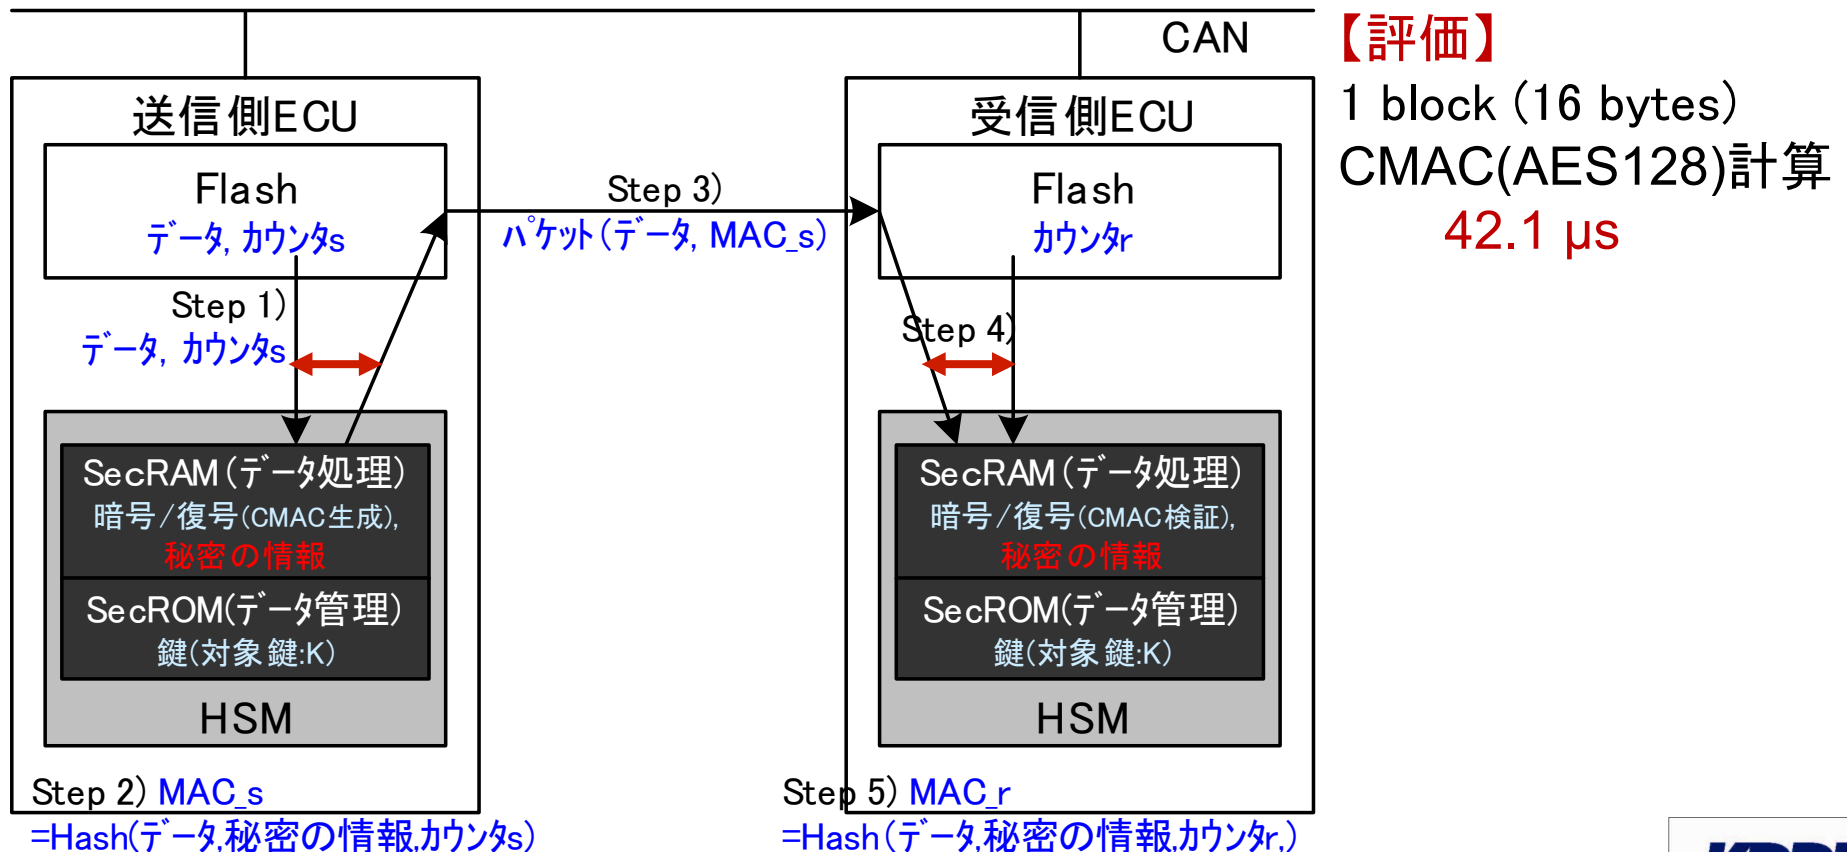 CAN
送信側ECU
Flash
データ, カウンタs
Step 1)
データ, カウンタs
SecRAM(データ処理)
暗号/復号(CMAC生成),
秘密の情報
SecROM(データ管理)
鍵(対象鍵:K)
HSM
Step 2) MAC_s
=Hash(データ,秘密の情報,カウンタs)
Step 3)
パケット(データ, MAC_s)
受信側ECU
Flash
カウンタr
Step 4)
SecRAM(データ処理)
暗号/復号(CMAC検証),
秘密の情報
SecROM(データ管理)
鍵(対象鍵:K)
HSM
Step 5) MAC_r
=Hash(データ,秘密の情報,カウンタr,)
【評価】
1 block (16 bytes)
CMAC(AES128)計算
42.1 µs